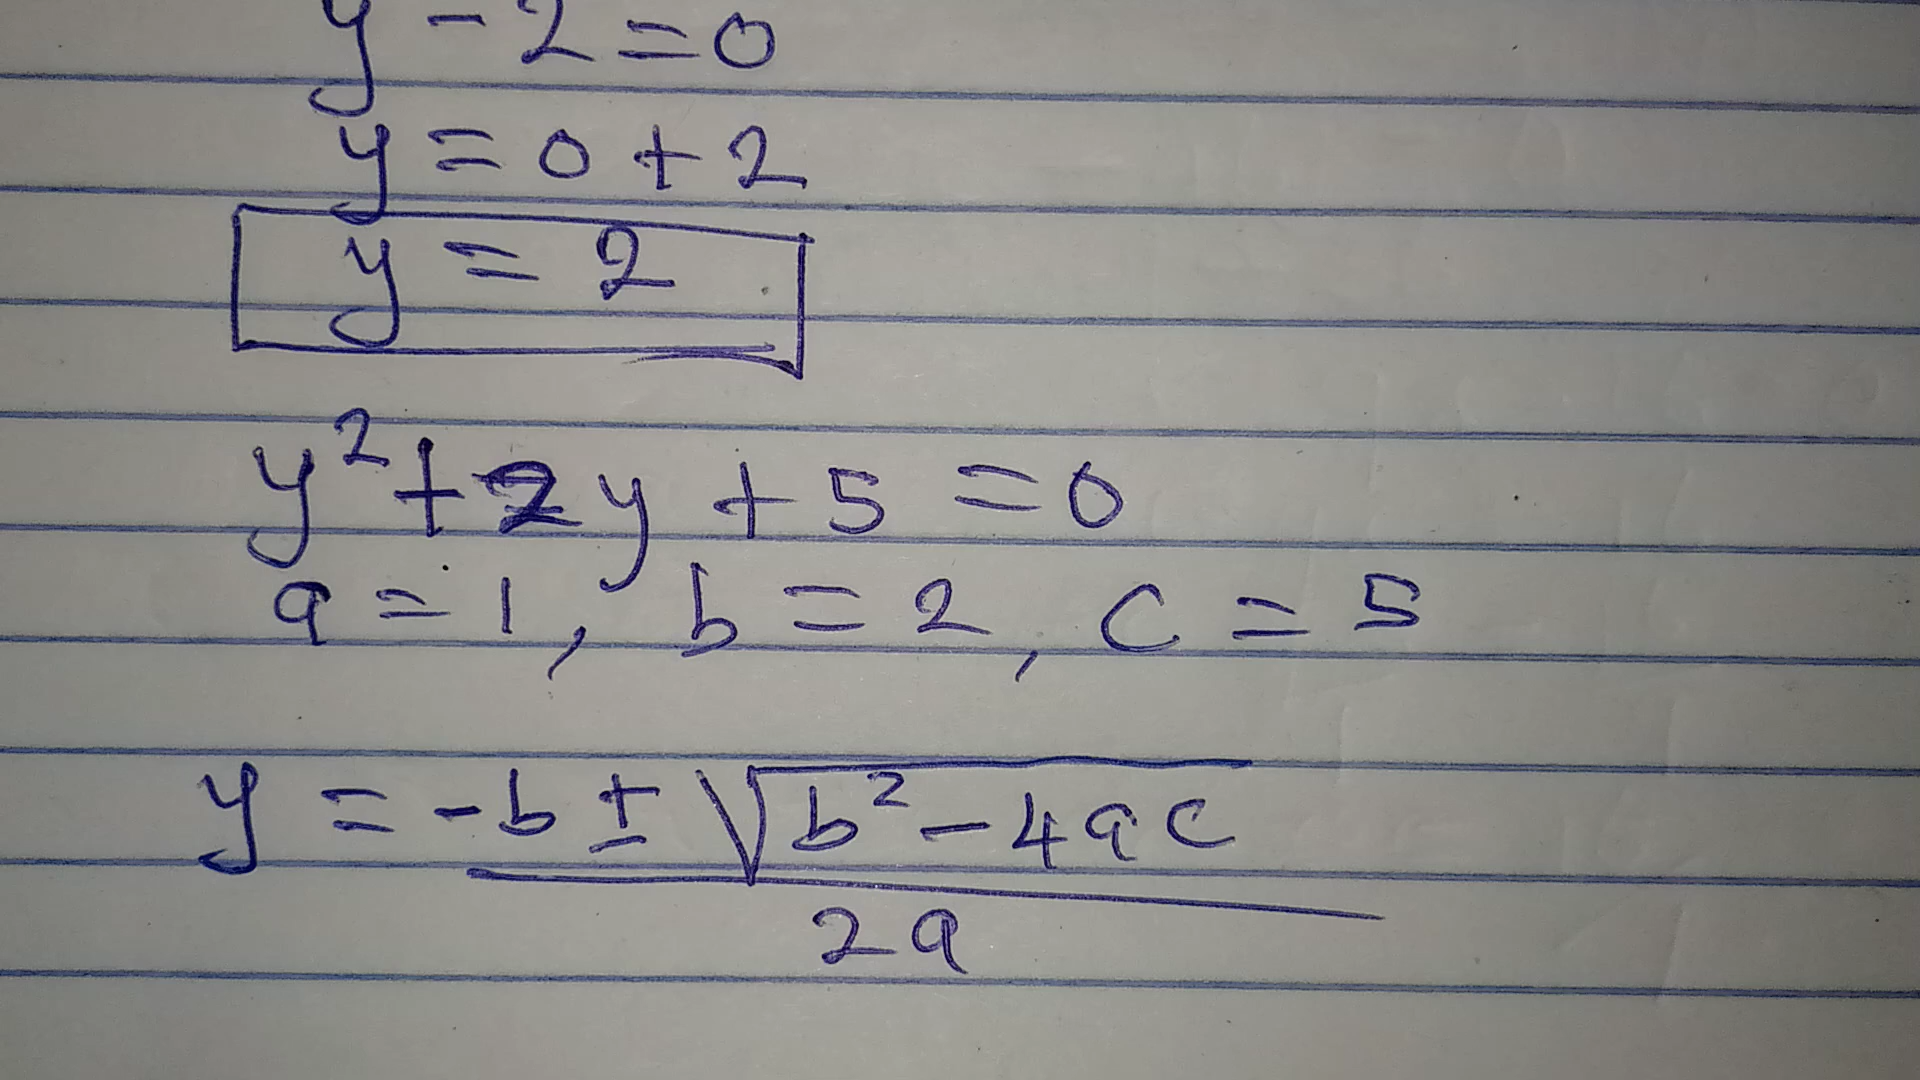 y - 2 = 0
y = 0 + 2
y = 2
y² + 2y + 5 = 0
a = 1, b = 2, c = 5
y = -b ± √b² - 4ac
2a